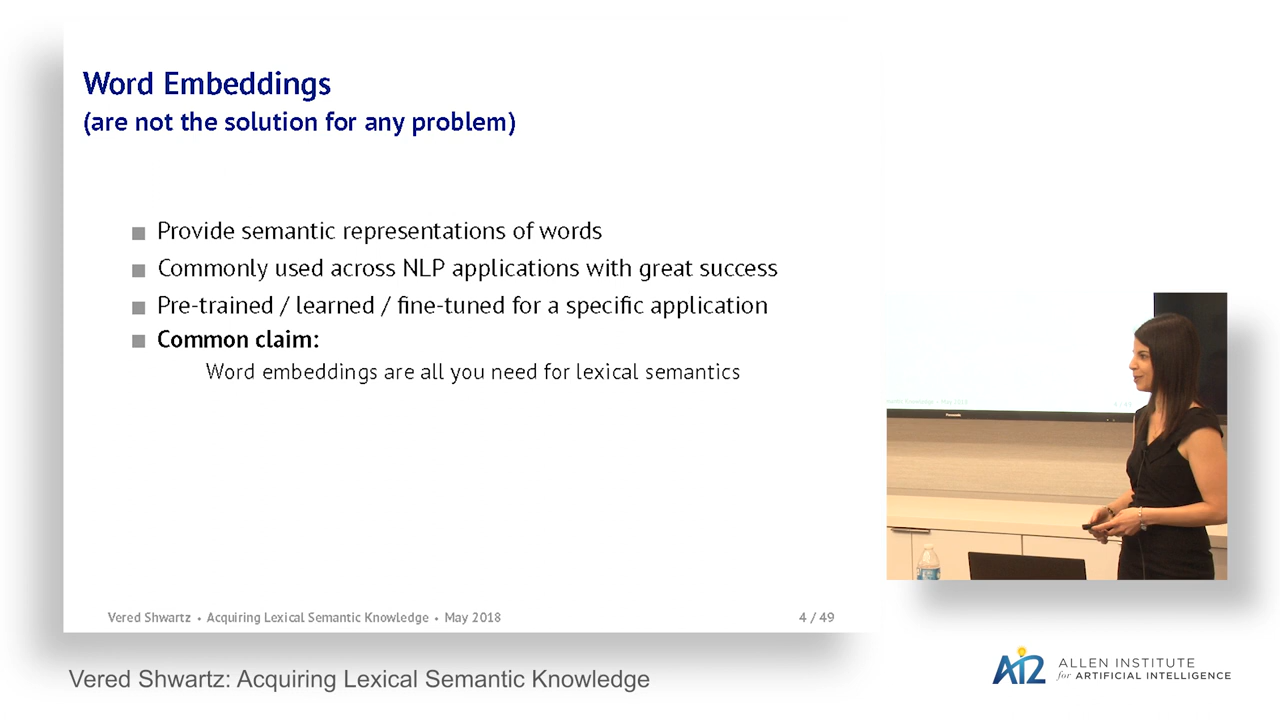 Word Embeddings
(are not the solution for any problem)
Provide semantic representations of words
Commonly used across NLP applications with great success
Pre-trained / learned / fine-tuned for a specific application
Common claim:
Word embeddings are all you need for lexical semantics
Vered Shwartz • Acquiring Lexical Semantic Knowledge • May 2018
4 / 49
Vered Shwartz: Acquiring Lexical Semantic Knowledge
AI2
ALLEN INSTITUTE
for ARTIFICIAL INTELLIGENCE